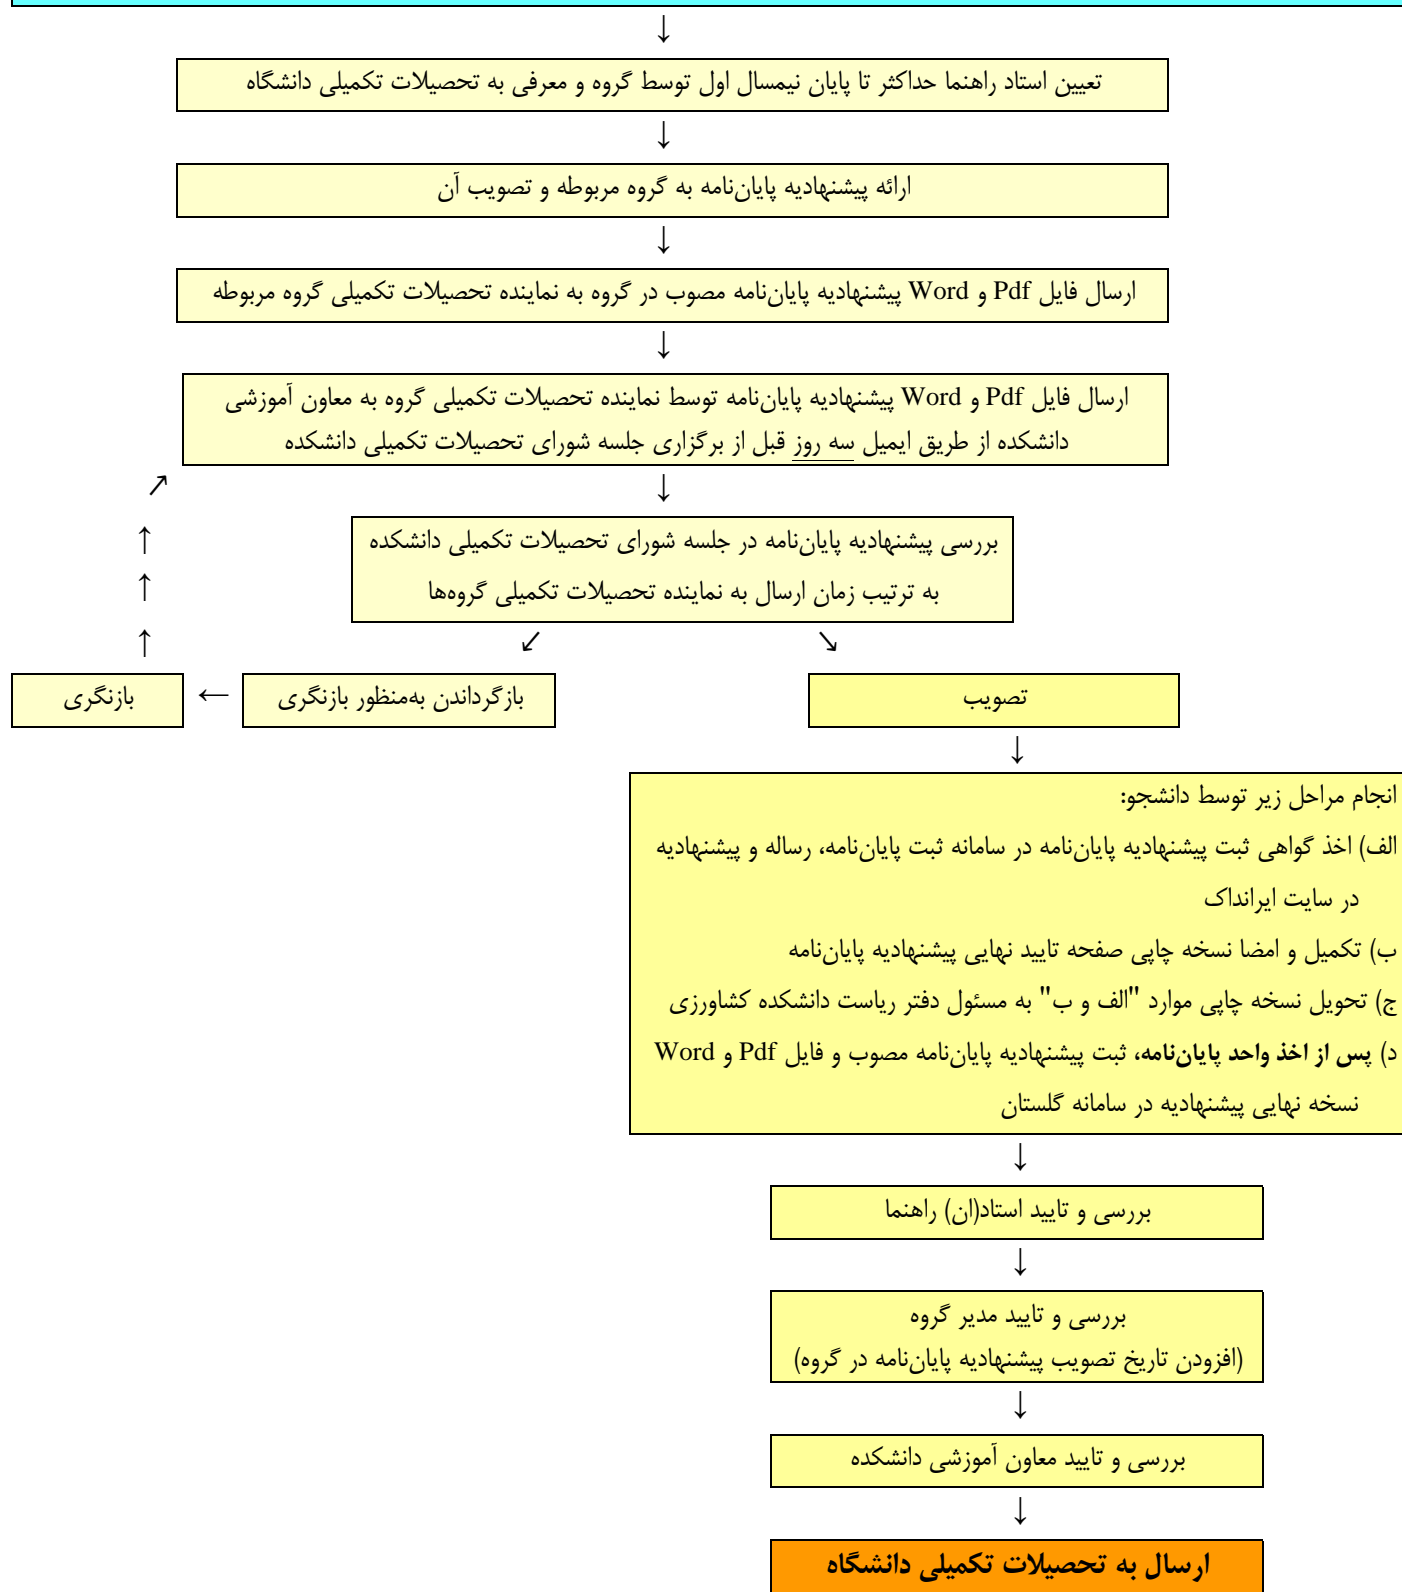 ↓
تعیین استاد راهنما حداکثر تا پایان نیمسال اول توسط گروه و معرفی به تحصیلات تکمیلی دانشگاه
↓
ارائه پیشنهادیه پایان‌نامه به گروه مربوطه و تصویب آن
↓
ارسال فایل Pdf و Word پیشنهادیه پایان‌نامه مصوب در گروه به نماینده تحصیلات تکمیلی گروه مربوطه
↓
ارسال فایل Pdf و Word پیشنهادیه پایان‌نامه توسط نماینده تحصیلات تکمیلی گروه به معاون آموزشی
دانشکده از طریق ایمیل سه روز قبل از برگزاری جلسه شورای تحصیلات تکمیلی دانشکده
↓ ↗
بررسی پیشنهادیه پایان‌نامه در جلسه شورای تحصیلات تکمیلی دانشکده ↑
به ترتیب زمان ارسال به نماینده تحصیلات تکمیلی گروه‌ها ↑
↘ ↙ ↑
تصویب
بازگرداندن به‌منظور بازنگری ←
بازنگری
↓
انجام مراحل زیر توسط دانشجو:
الف) اخذ گواهی ثبت پیشنهادیه پایان‌نامه در سامانه ثبت پایان‌نامه، رساله و پیشنهادیه
در سایت ایرانداک
ب) تکمیل و امضا نسخه چاپی صفحه تایید نهایی پیشنهادیه پایان‌نامه
ج) تحویل نسخه چاپی موارد "الف و ب" به مسئول دفتر ریاست دانشکده کشاورزی
د) پس از اخذ واحد پایان‌نامه، ثبت پیشنهادیه پایان‌نامه مصوب و فایل Pdf و Word
نسخه نهایی پیشنهادیه در سامانه گلستان
↓
بررسی و تایید استاد(ان) راهنما
↓
بررسی و تایید مدیر گروه
(افزودن تاریخ تصویب پیشنهادیه پایان‌نامه در گروه)
↓
بررسی و تایید معاون آموزشی دانشکده
↓
ارسال به تحصیلات تکمیلی دانشگاه